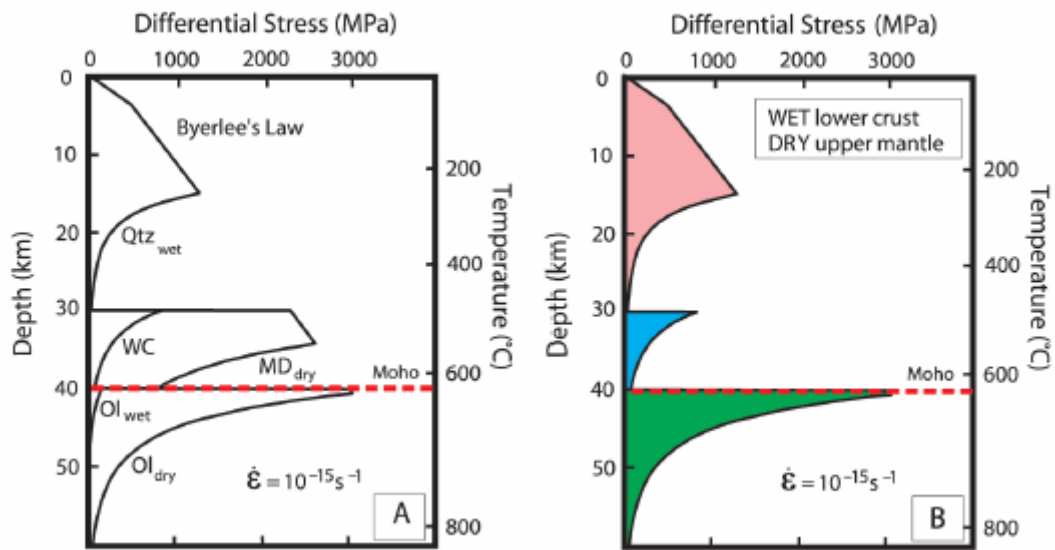 Differential Stress (MPa)
0 1000 2000 3000
0
10
20
30
40
50
Depth (km)
Byerlee's Law
Qtz wet
WC
MD dry
Moho
Ol wet
Ol dry
ε̇ = 10⁻¹⁵s⁻¹
A
200
400
600
800
Temperature (°C)
Differential Stress (MPa)
0 1000 2000 3000
0
10
20
30
40
50
Depth (km)
WET lower crust
DRY upper mantle
Moho
ε̇ = 10⁻¹⁵s⁻¹
B
200
400
600
800
Temperature (°C)